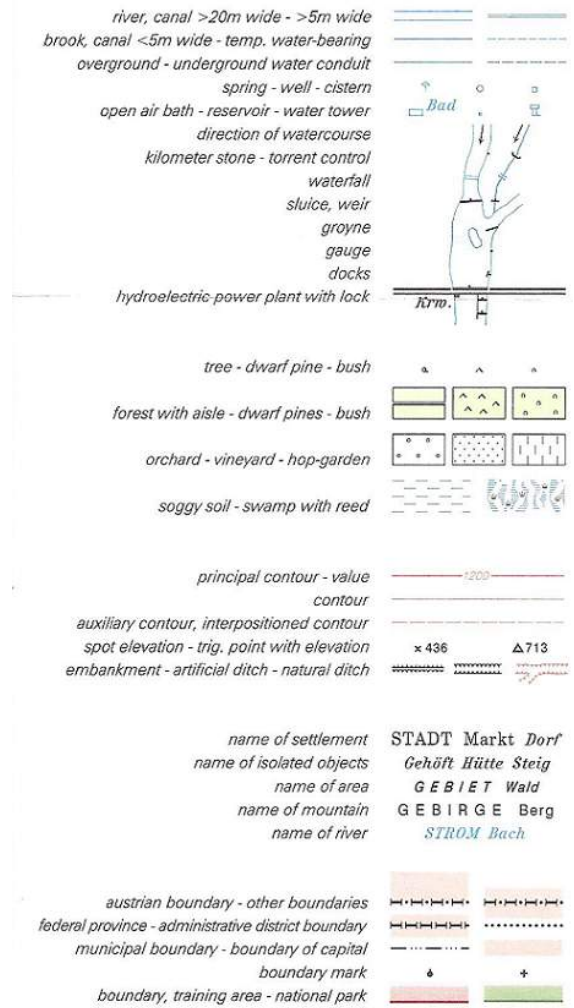 river, canal >20m wide - >5m wide
brook, canal <5m wide - temp. water-bearing
overground - underground water conduit
spring - well - cistern
open air bath - reservoir - water tower Bad
direction of watercourse
kilometer stone - torrent control
waterfall
sluice, weir
groyne
gauge
docks
hydroelectric power plant with lock Krw.
tree - dwarf pine - bush
forest with aisle - dwarf pines - bush
orchard - vineyard - hop-garden
soggy soil - swamp with reed
principal contour - value 1200
contour
auxiliary contour, interpositioned contour
spot elevation - trig. point with elevation × 436 △ 713
embankment - artificial ditch - natural ditch
name of settlement STADT Markt Dorf
name of isolated objects Gehöft Hütte Steig
name of area GEBIET Wald
name of mountain GEBIRGE Berg
name of river STROM Bach
austrian boundary - other boundaries
federal province - administrative district boundary
municipal boundary - boundary of capital
boundary mark
boundary, training area - national park